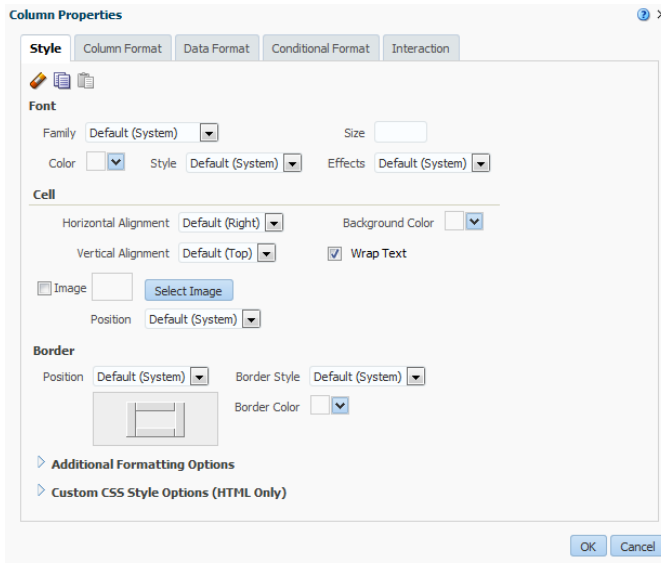 Column Properties
Style Column Format Data Format Conditional Format Interaction
Font
Family Default (System) Size
Color Style Default (System) Effects Default (System)
Cell
Horizontal Alignment Default (Right) Background Color
Vertical Alignment Default (Top) Wrap Text
Image Select Image
Position Default (System)
Border
Position Default (System) Border Style Default (System)
Border Color
Additional Formatting Options
Custom CSS Style Options (HTML Only)
OK Cancel